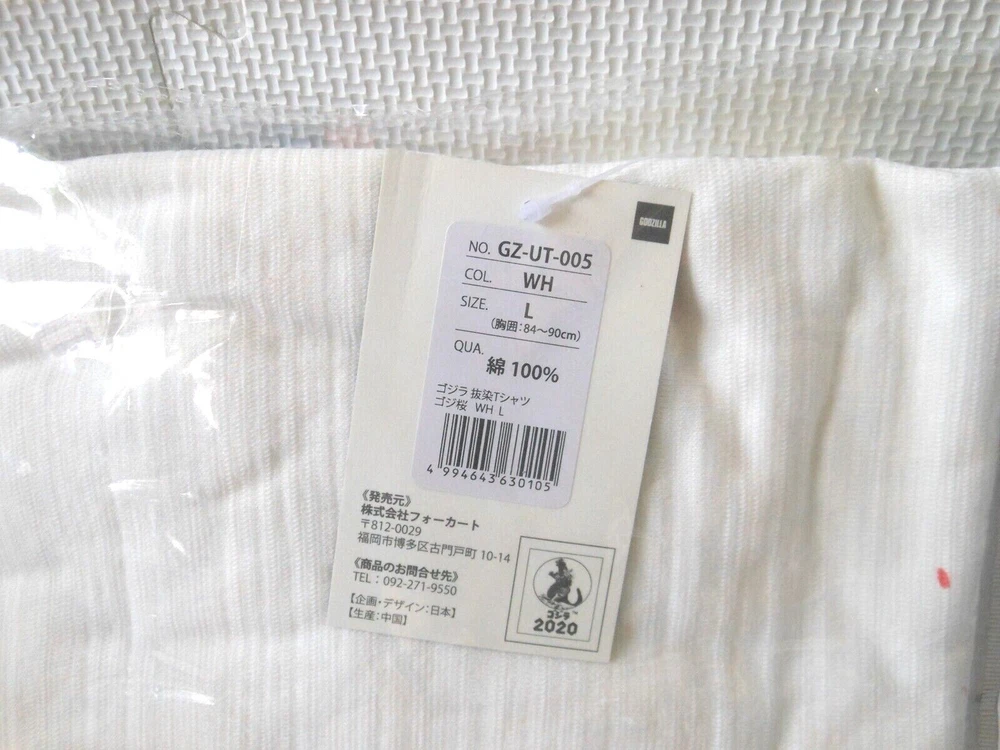 GODZILLA
NO. GZ-UT-005
COL. WH
SIZE. L
(胸囲:84~90cm)
QUA. 綿 100%
ゴジラ 抜染Tシャツ
ゴジ桜 WH L
4 994643 630105
《発売元》
株式会社フォーカート
〒812-0029
福岡市博多区古門戸町 10-14
《商品のお問合せ先》
TEL：092-271-9550
【企画・デザイン:日本】
【生産:中国】
ゴジラ™
2020